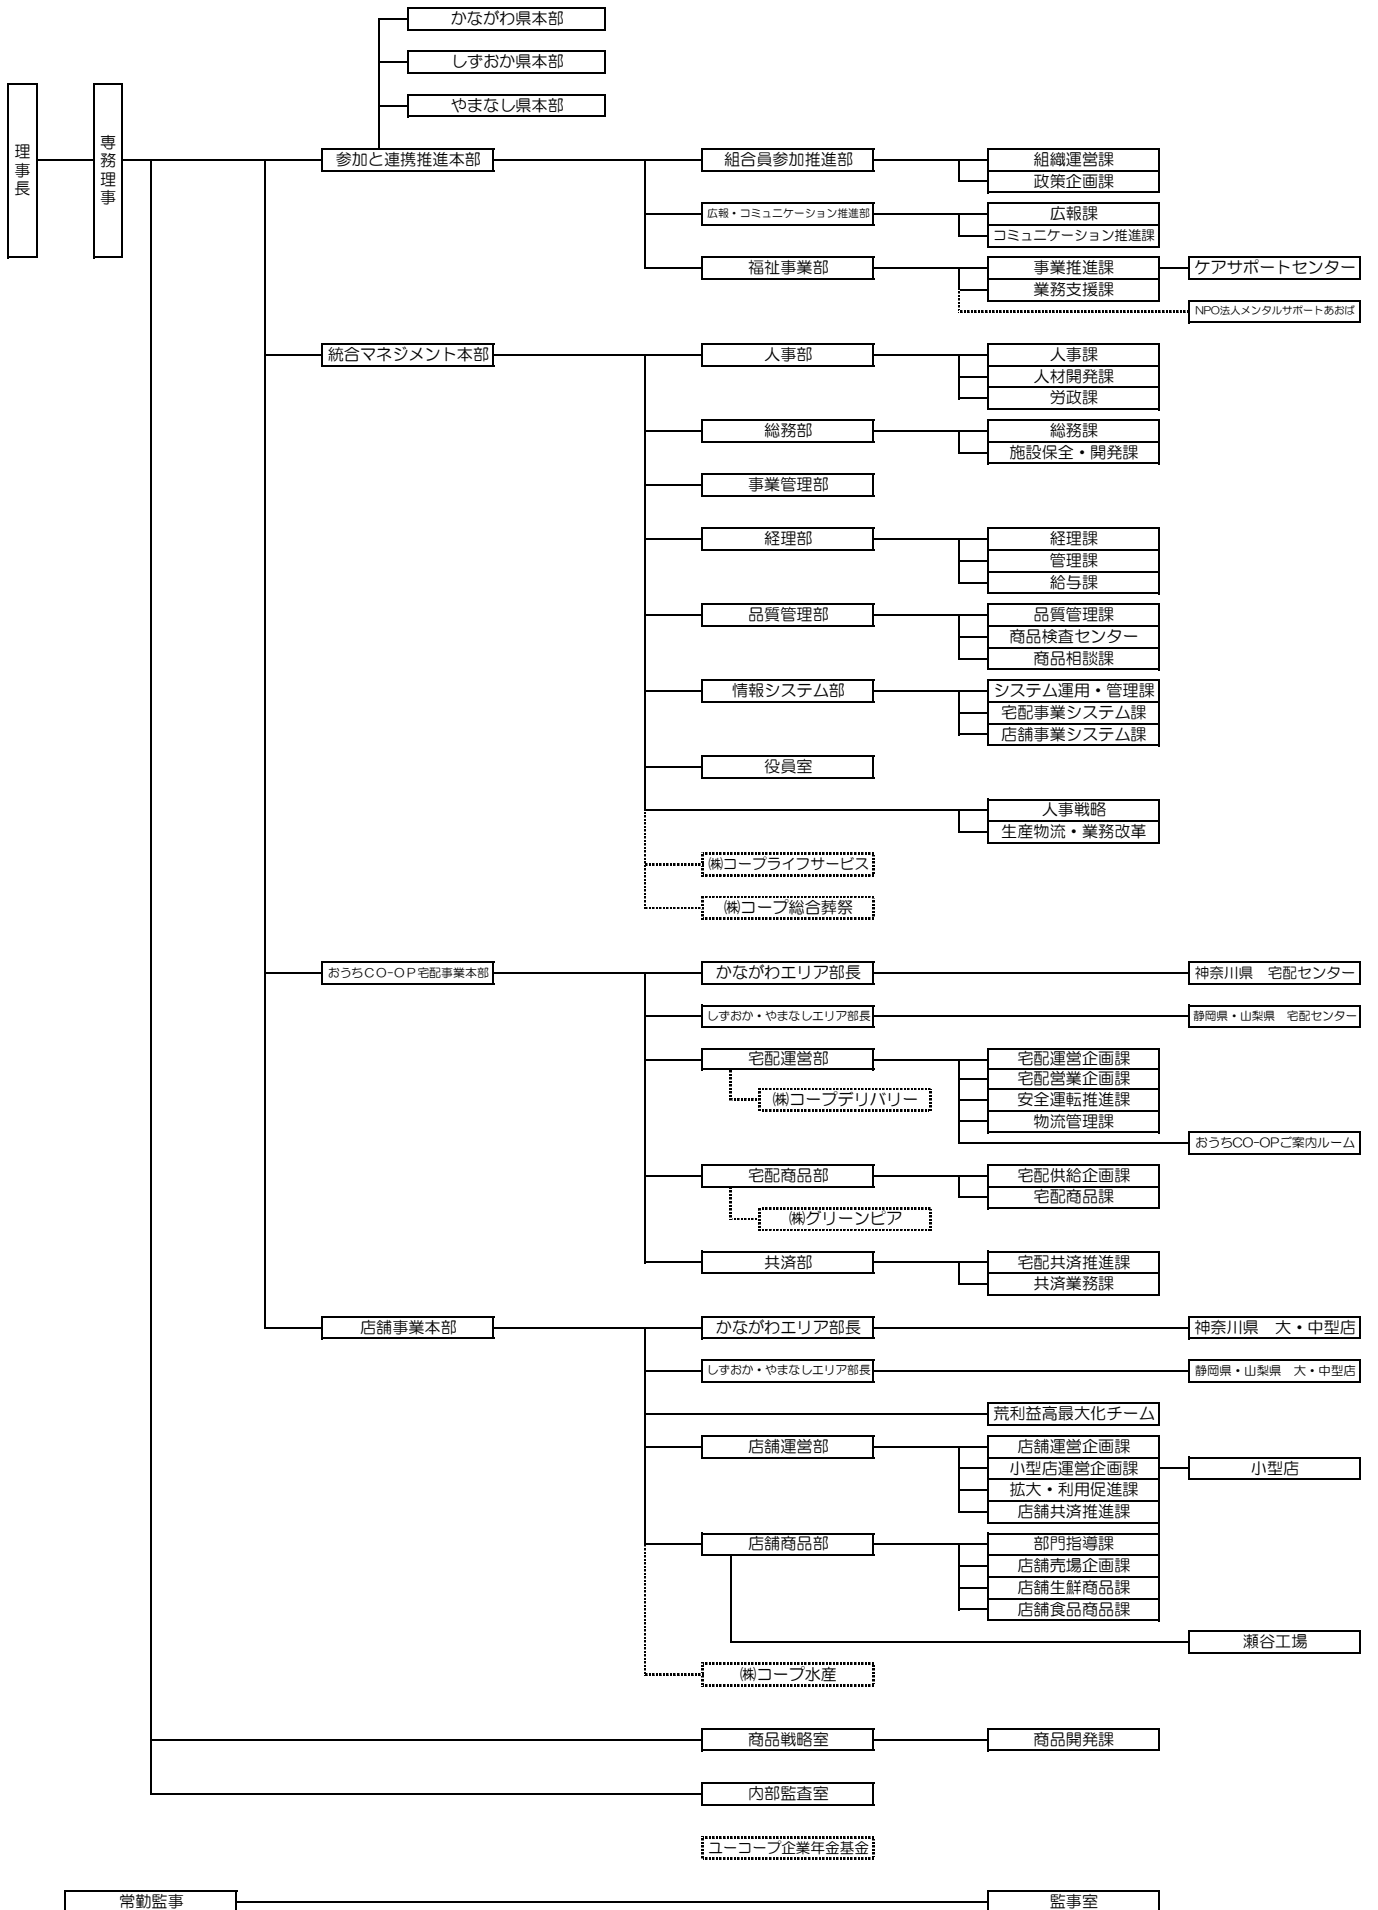 かながわ県本部
しずおか県本部
やまなし県本部
理事長
専務理事
参加と連携推進本部
組合員参加推進部
組織運営課
政策企画課
広報・コミュニケーション推進部
広報課
コミュニケーション推進課
福祉事業部
事業推進課
ケアサポートセンター
業務支援課
NPO法人メンタルサポートあおば
統合マネジメント本部
人事部
人事課
人材開発課
労政課
総務部
総務課
施設保全・開発課
事業管理部
経理部
経理課
管理課
給与課
品質管理部
品質管理課
商品検査センター
商品相談課
情報システム部
システム運用・管理課
宅配事業システム課
店舗事業システム課
役員室
人事戦略
生産物流・業務改革
㈱コープライフサービス
㈱コープ総合葬祭
おうちCO-OP宅配事業本部
かながわエリア部長
神奈川県　宅配センター
しずおか・やまなしエリア部長
静岡県・山梨県　宅配センター
宅配運営部
宅配運営企画課
宅配営業企画課
㈱コープデリバリー
安全運転推進課
物流管理課
おうちCO-OPご案内ルーム
宅配商品部
宅配供給企画課
宅配商品課
㈱グリーンピア
共済部
宅配共済推進課
共済業務課
店舗事業本部
かながわエリア部長
神奈川県　大・中型店
しずおか・やまなしエリア部長
静岡県・山梨県　大・中型店
荒利益高最大化チーム
店舗運営部
店舗運営企画課
小型店運営企画課
小型店
拡大・利用促進課
店舗共済推進課
店舗商品部
部門指導課
店舗売場企画課
店舗生鮮商品課
店舗食品商品課
瀬谷工場
㈱コープ水産
商品戦略室
商品開発課
内部監査室
ユーコープ企業年金基金
常勤監事
監事室